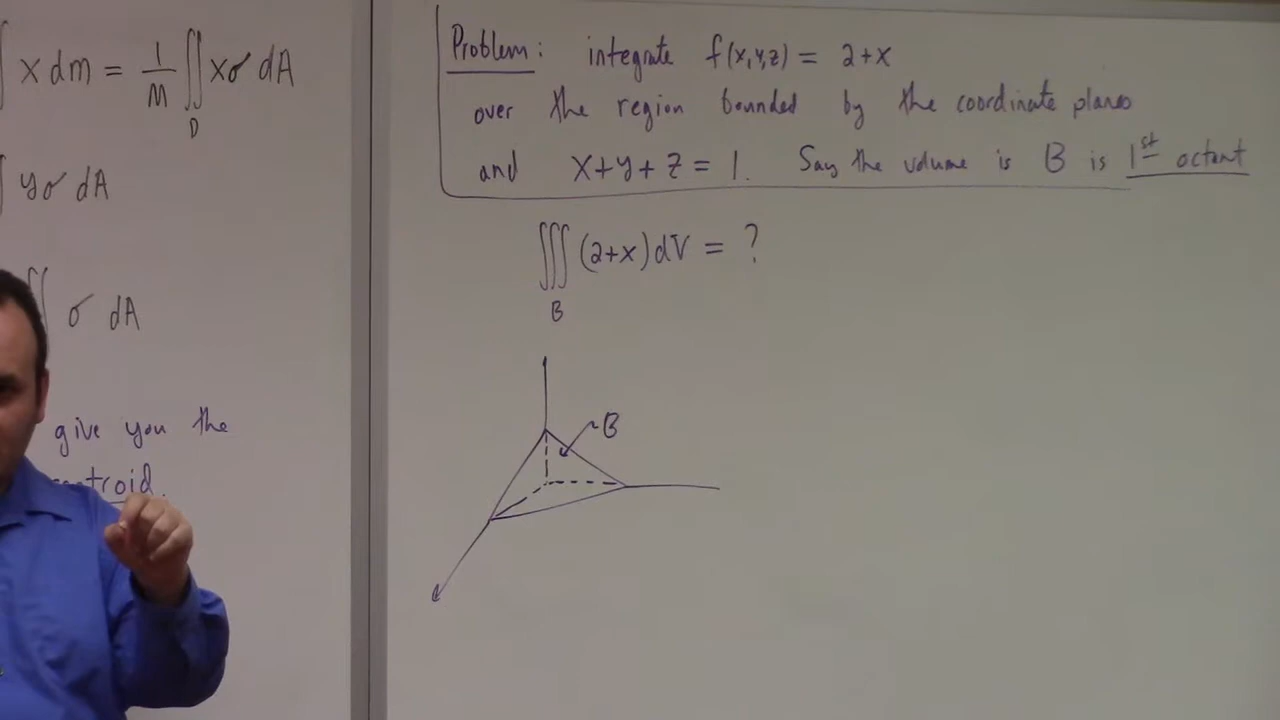 ∫ x dm = 1/M ∬ xσ dA
D
∫ yσ dA
∬ σ dA
give you the
centroid.
Problem: integrate f(x,y,z) = 2+x
over the region bounded by the coordinate planes
and x+y+z = 1. Say the volume is B is 1st octant
∭ (2+x) dV = ?
B
B